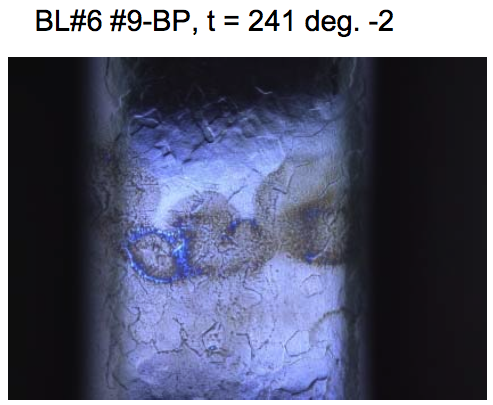 BL#6 #9-BP, t = 241 deg. -2